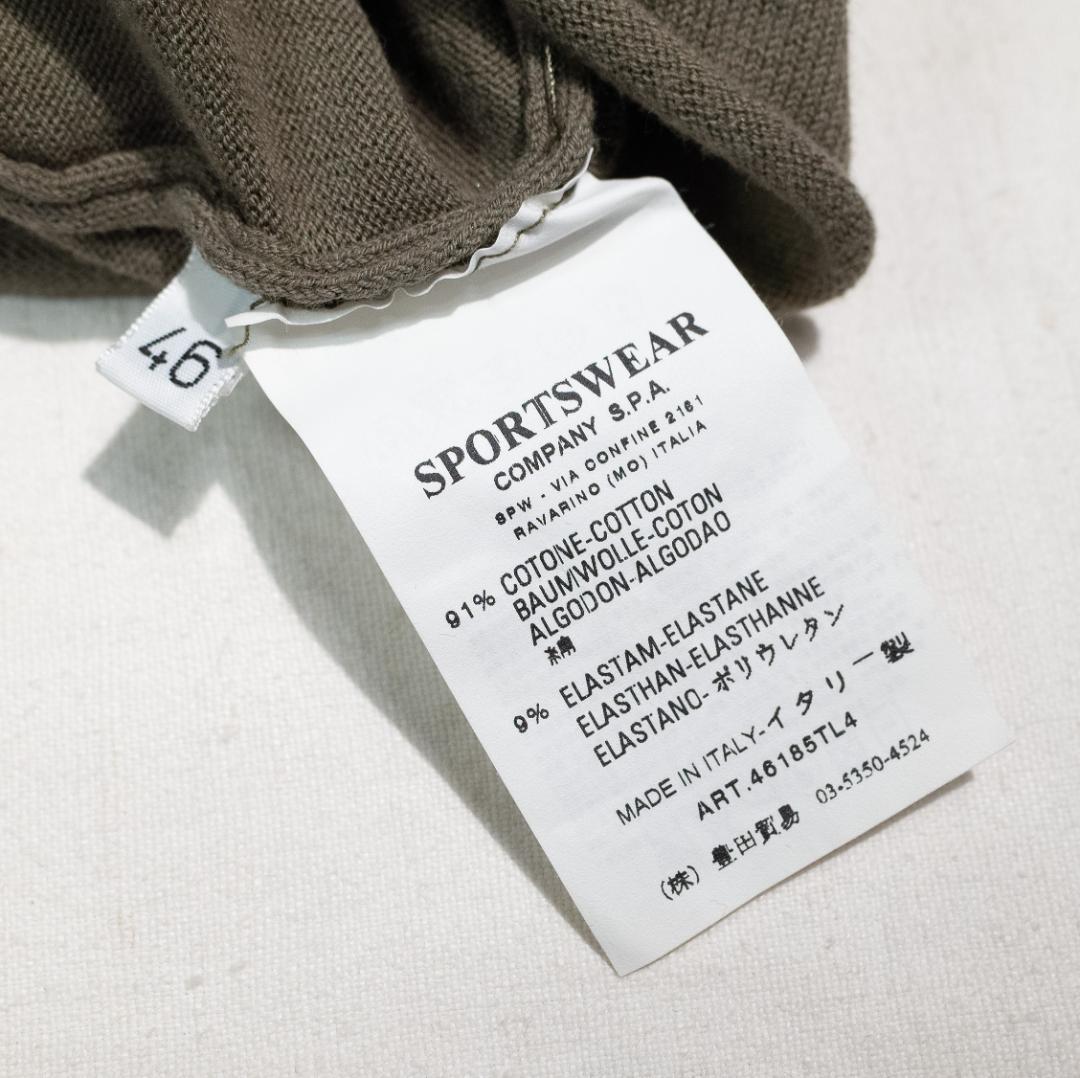 46
SPORTSWEAR
COMPANY S.P.A.
SPW - VIA CONFINE 2161
RAVARINO (MO) ITALIA
91% COTONE-COTTON
BAUMWOLLE-COTON
ALGODON-ALGODAO
綿
9% ELASTAM-ELASTANE
ELASTHAN-ELASTHANNE
ELASTANO-ポリウレタン
MADE IN ITALY-イタリー製
ART.46185TL4
(株) 豊田貿易 03-5350-4524